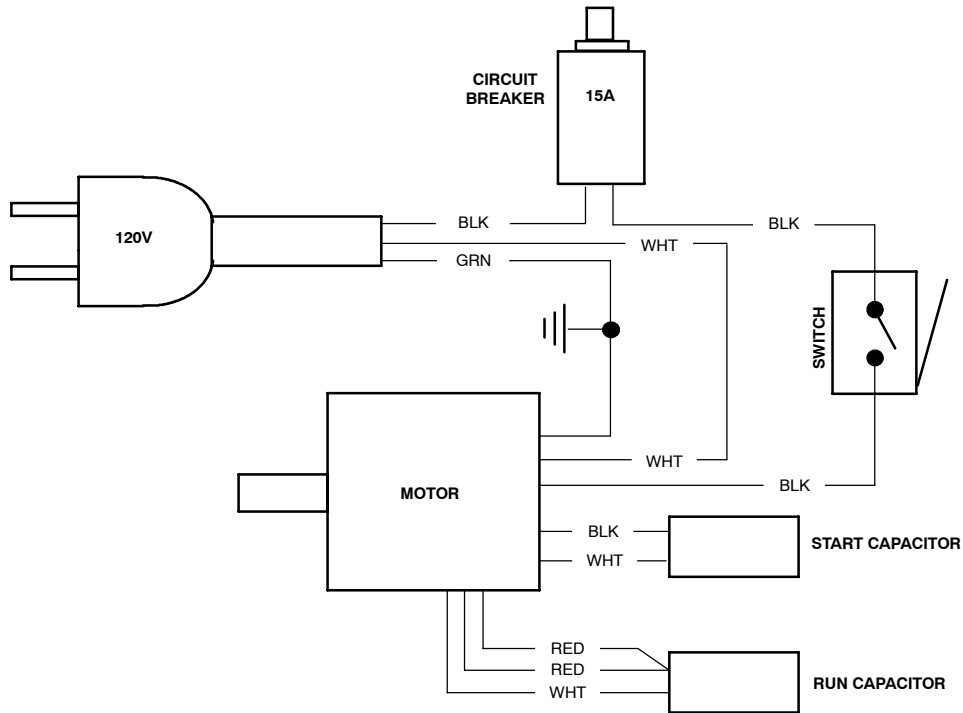 CIRCUIT
BREAKER
15A
120V
BLK
BLK
WHT
GRN
SWITCH
WHT
MOTOR
BLK
BLK
START CAPACITOR
WHT
RED
RED
RUN CAPACITOR
WHT